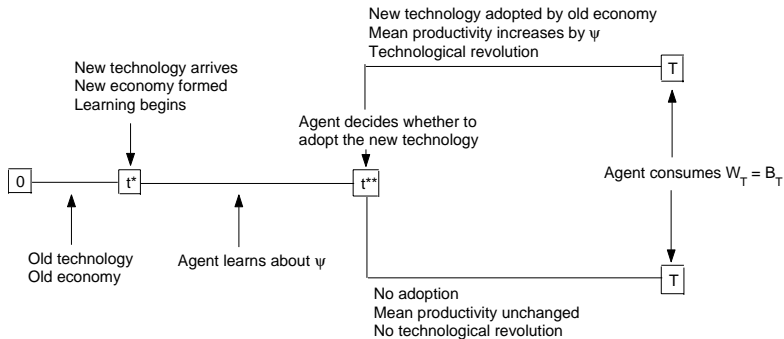 New technology adopted by old economy
Mean productivity increases by ψ
Technological revolution
T
New technology arrives
New economy formed
Learning begins
Agent decides whether to
adopt the new technology
0
t*
t**
Agent consumes W_T = B_T
Old technology
Old economy
Agent learns about ψ
T
No adoption
Mean productivity unchanged
No technological revolution